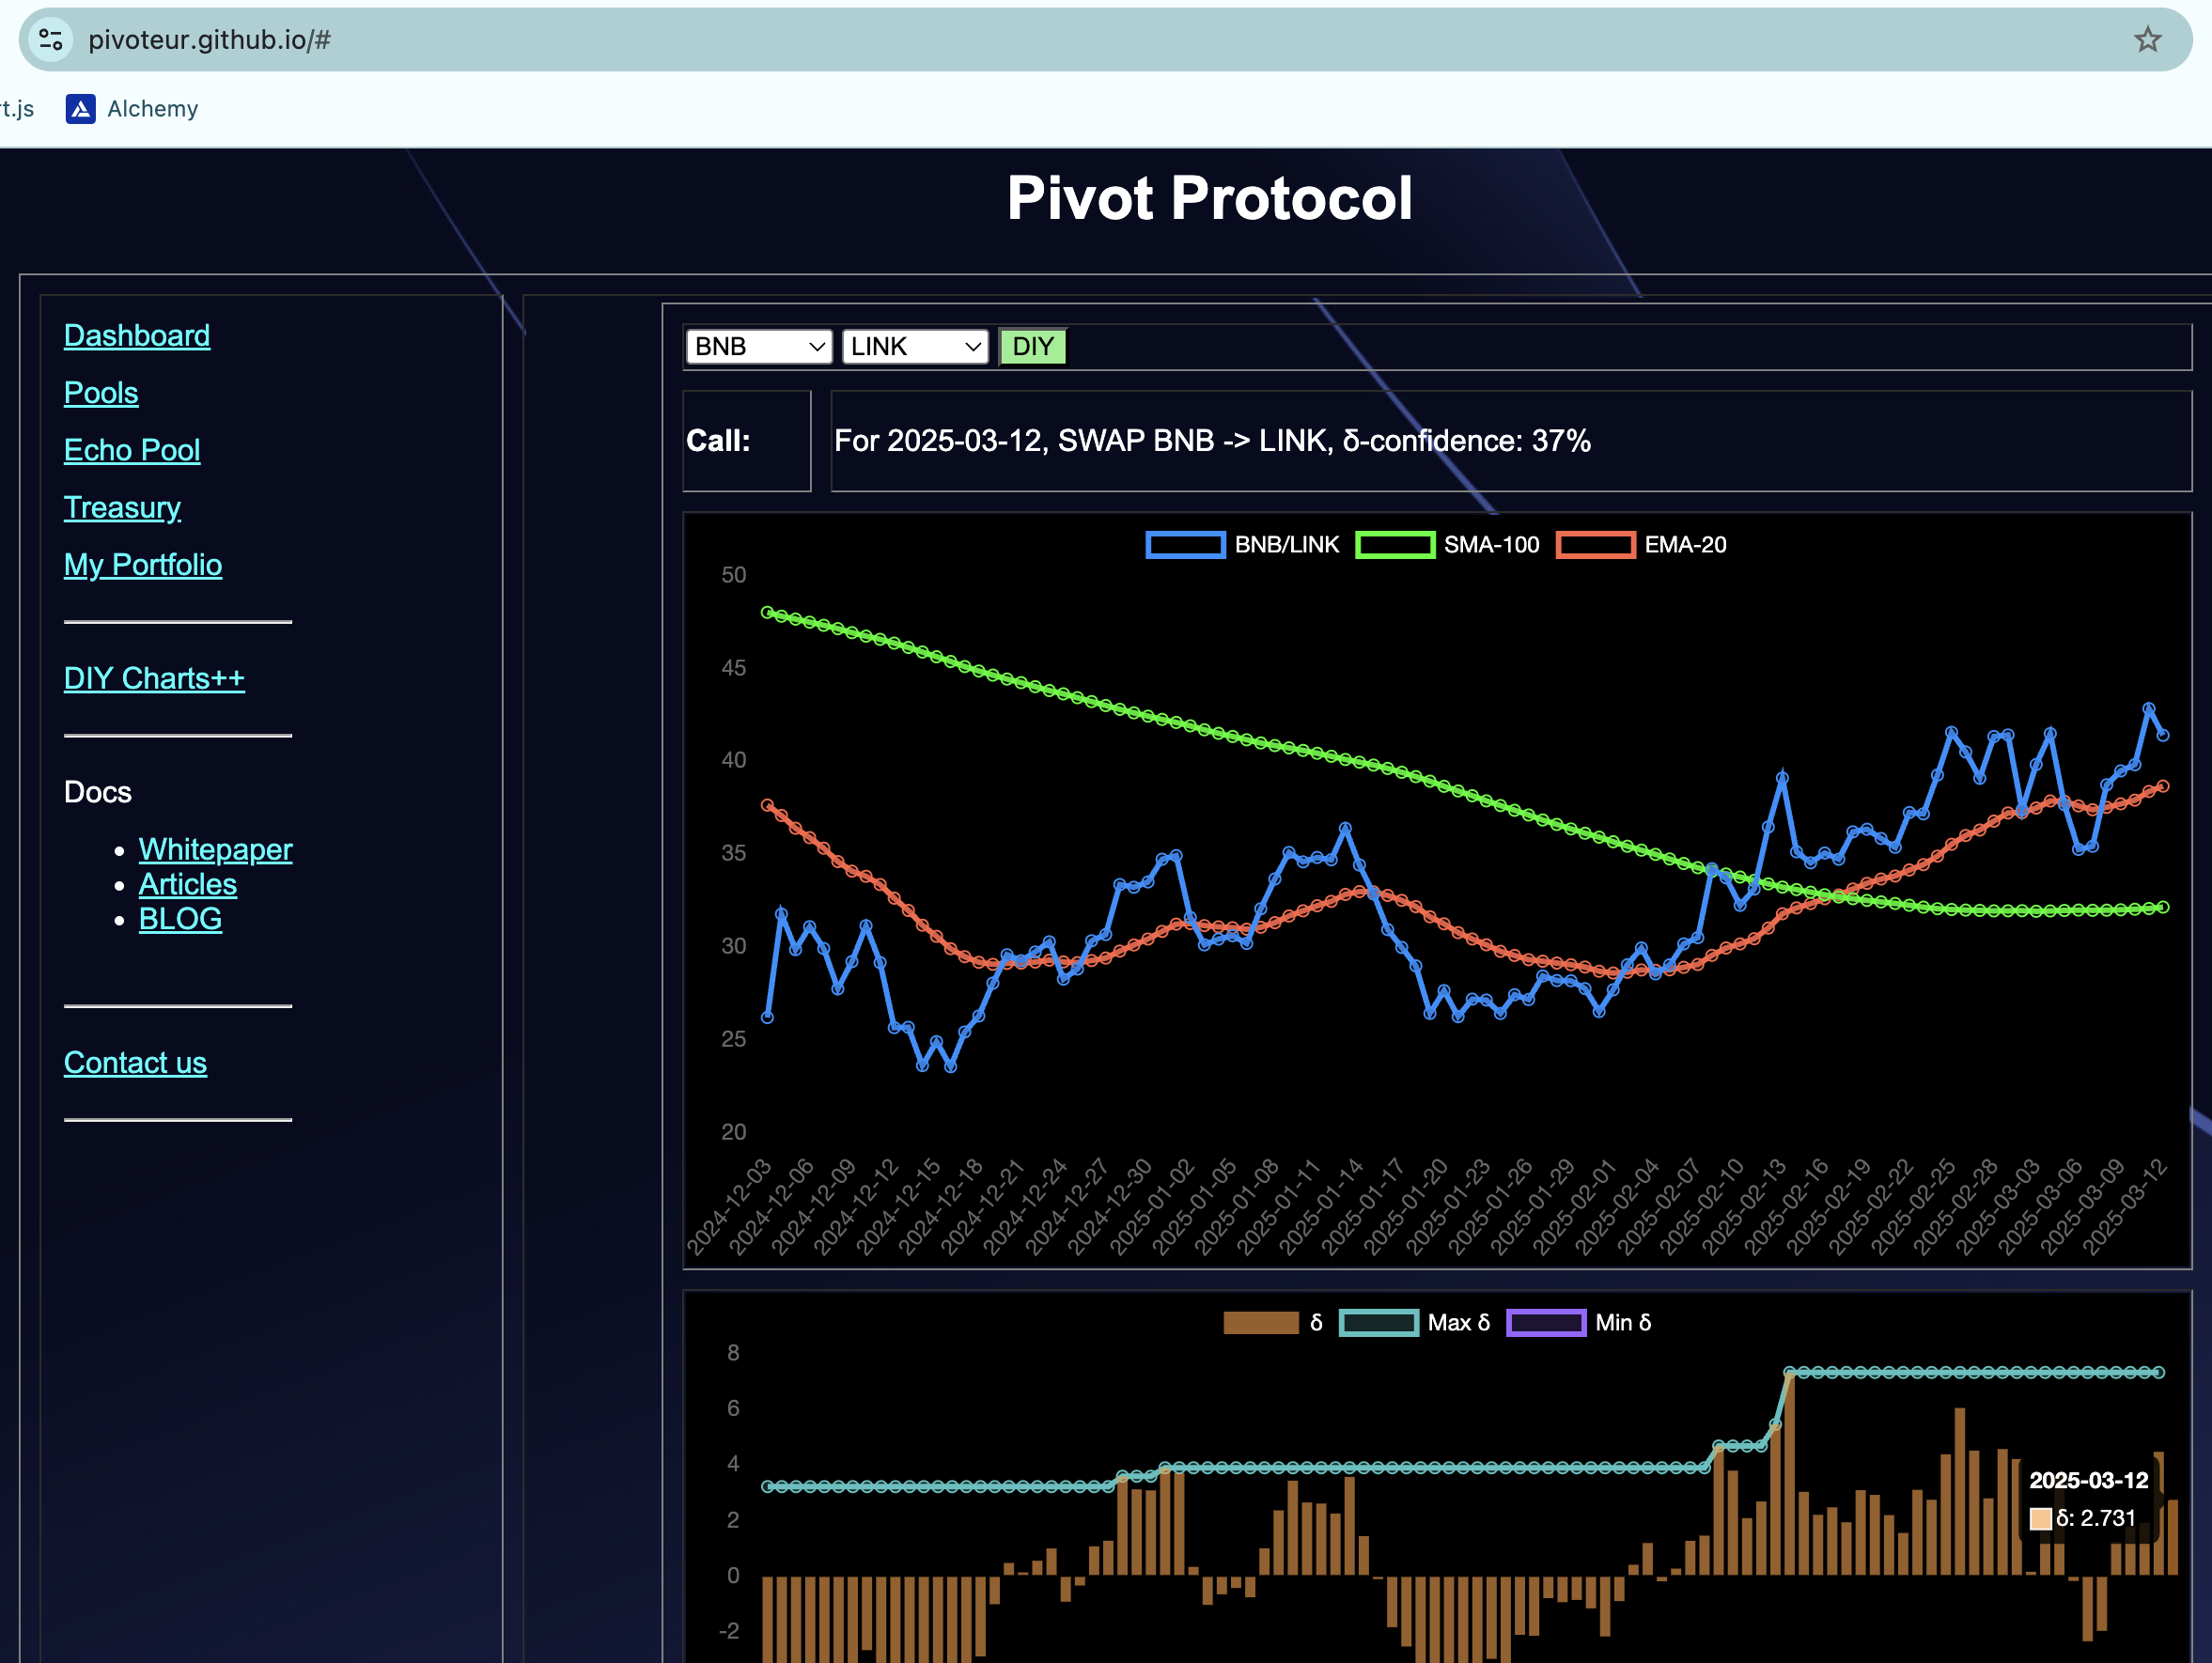 pivoteur.github.io/#
rt.js Alchemy
Pivot Protocol
Dashboard
Pools
Echo Pool
Treasury
My Portfolio
DIY Charts++
Docs
Whitepaper
Articles
BLOG
Contact us
BNB LINK DIY
Call: For 2025-03-12, SWAP BNB -> LINK, δ-confidence: 37%
BNB/LINK SMA-100 EMA-20
50
45
40
35
30
25
20
2024-12-03 2024-12-06 2024-12-09 2024-12-12 2024-12-15 2024-12-18 2024-12-21 2024-12-24 2024-12-27 2024-12-30 2025-01-02 2025-01-05 2025-01-08 2025-01-11 2025-01-14 2025-01-17 2025-01-20 2025-01-23 2025-01-26 2025-01-29 2025-02-01 2025-02-04 2025-02-07 2025-02-10 2025-02-13 2025-02-16 2025-02-19 2025-02-22 2025-02-25 2025-02-28 2025-03-03 2025-03-06 2025-03-09 2025-03-12
δ Max δ Min δ
8
6
4
2
0
-2
2025-03-12
δ: 2.731